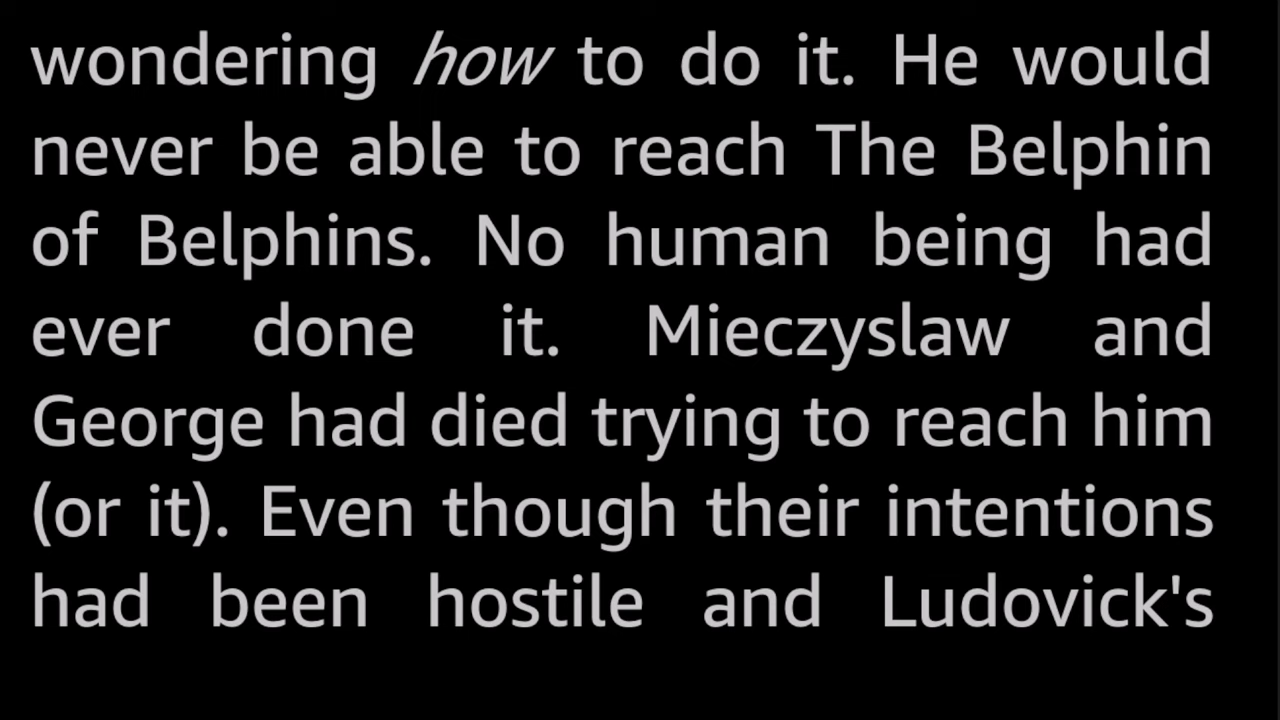 wondering how to do it. He would
never be able to reach The Belphin
of Belphins. No human being had
ever done it. Mieczyslaw and
George had died trying to reach him
(or it). Even though their intentions
had been hostile and Ludovick's